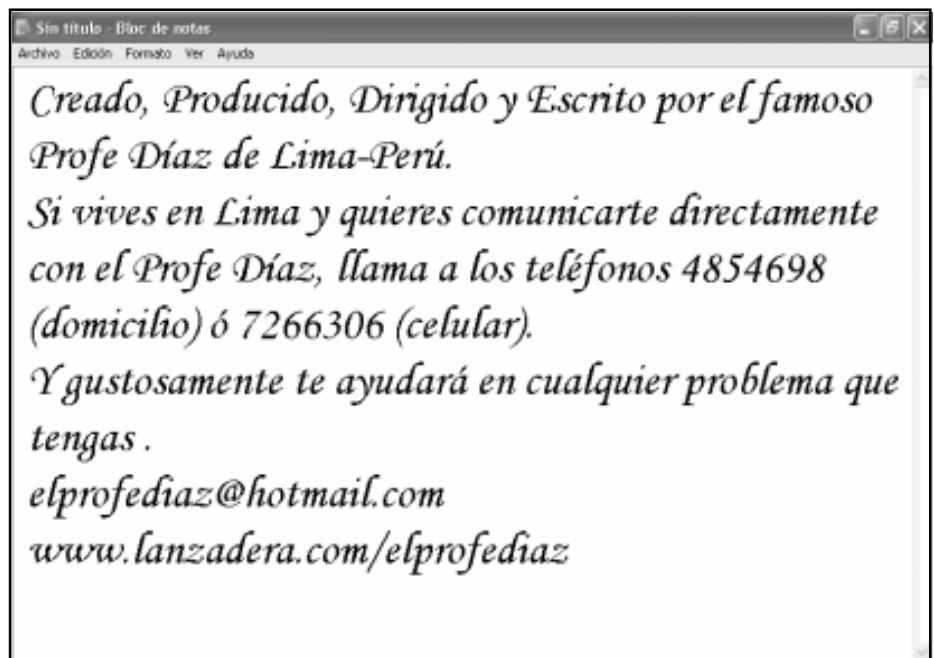 Sin título - Bloc de notas
Archivo Edición Formato Ver Ayuda
Creado, Producido, Dirigido y Escrito por el famoso
Profe Díaz de Lima-Perú.
Si vives en Lima y quieres comunicarte directamente
con el Profe Díaz, llama a los teléfonos 4854698
(domicilio) ó 7266306 (celular).
Y gustosamente te ayudará en cualquier problema que
tengas .
elprofediaz@hotmail.com
www.lanzadera.com/elprofediaz